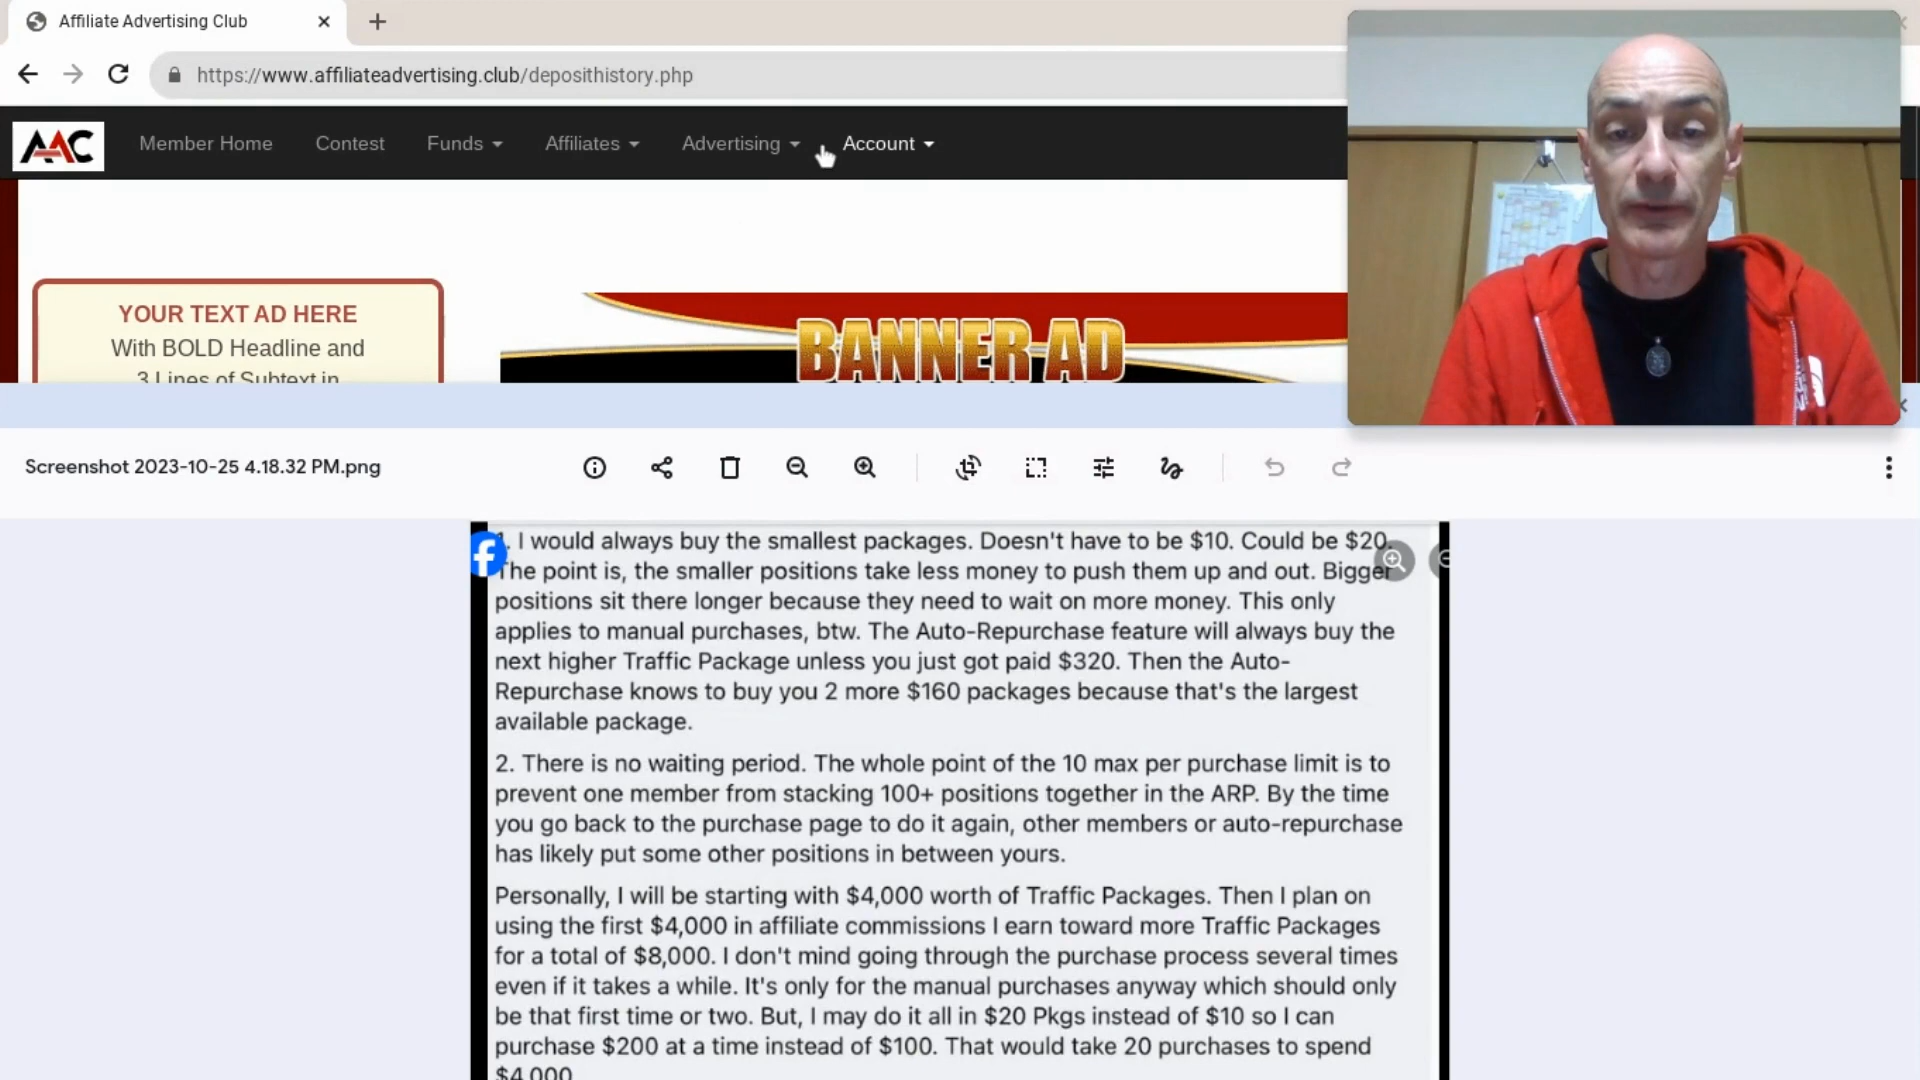 Affiliate Advertising Club
https://www.affiliateadvertising.club/deposithistory.php
AAC
Member Home
Contest
Funds
Affiliates
Advertising
Account
YOUR TEXT AD HERE
With BOLD Headline and
3 Lines of Subtext in
BANNER AD
Screenshot 2023-10-25 4.18.32 PM.png
1. I would always buy the smallest packages. Doesn't have to be $10. Could be $20.
The point is, the smaller positions take less money to push them up and out. Bigger
positions sit there longer because they need to wait on more money. This only
applies to manual purchases, btw. The Auto-Repurchase feature will always buy the
next higher Traffic Package unless you just got paid $320. Then the Auto-
Repurchase knows to buy you 2 more $160 packages because that's the largest
available package.
2. There is no waiting period. The whole point of the 10 max per purchase limit is to
prevent one member from stacking 100+ positions together in the ARP. By the time
you go back to the purchase page to do it again, other members or auto-repurchase
has likely put some other positions in between yours.
Personally, I will be starting with $4,000 worth of Traffic Packages. Then I plan on
using the first $4,000 in affiliate commissions I earn toward more Traffic Packages
for a total of $8,000. I don't mind going through the purchase process several times
even if it takes a while. It's only for the manual purchases anyway which should only
be that first time or two. But, I may do it all in $20 Pkgs instead of $10 so I can
purchase $200 at a time instead of $100. That would take 20 purchases to spend
$4,000